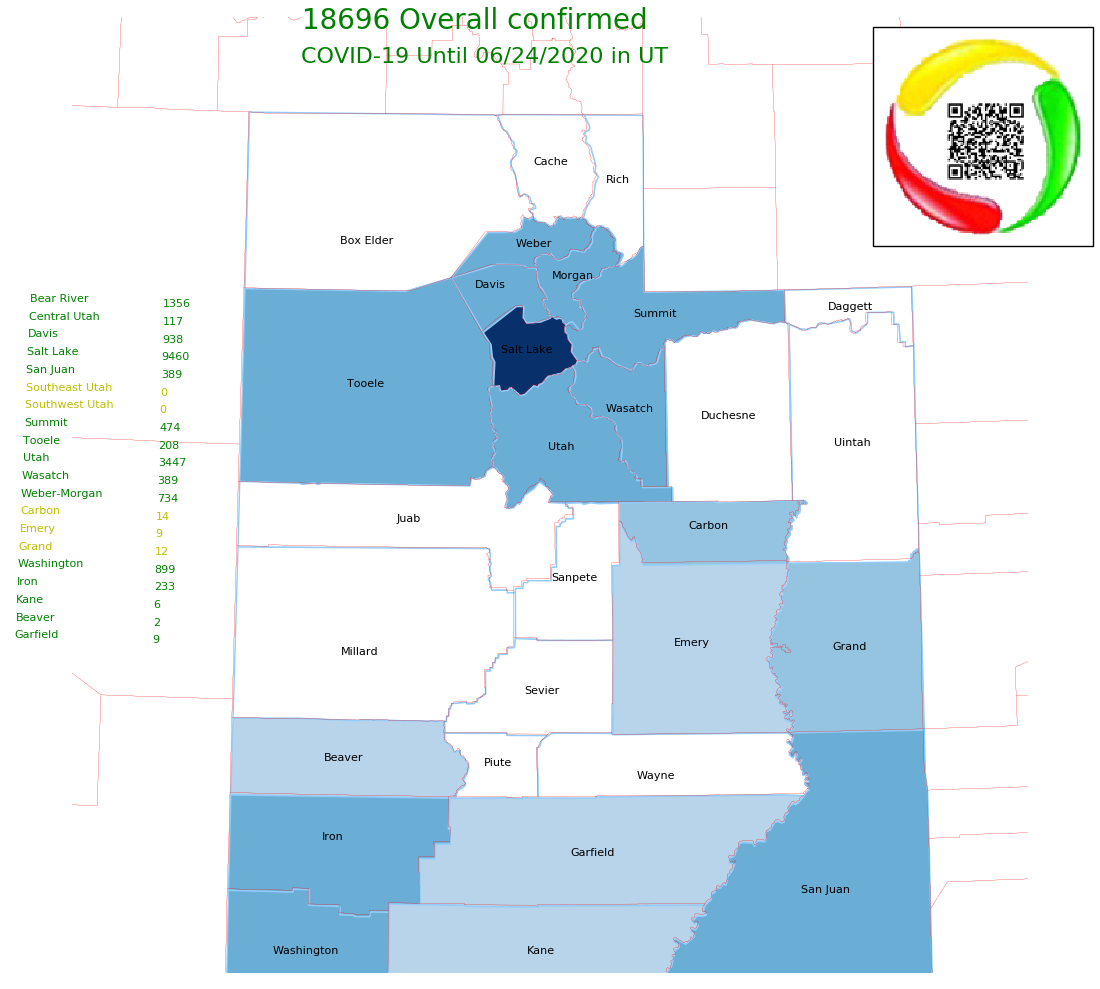 18696 Overall confirmed
COVID-19 Until 06/24/2020 in UT
Cache
Rich
Box Elder
Weber
Morgan
Davis
Summit
Daggett
Salt Lake
Tooele
Wasatch
Duchesne
Utah
Uintah
Juab
Carbon
Sanpete
Millard
Emery
Grand
Sevier
Beaver
Piute
Wayne
Iron
Garfield
San Juan
Washington
Kane
Bear River 1356
Central Utah 117
Davis 938
Salt Lake 9460
San Juan 389
Southeast Utah 0
Southwest Utah 0
Summit 474
Tooele 208
Utah 3447
Wasatch 389
Weber-Morgan 734
Carbon 14
Emery 9
Grand 12
Washington 899
Iron 233
Kane 6
Beaver 2
Garfield 9